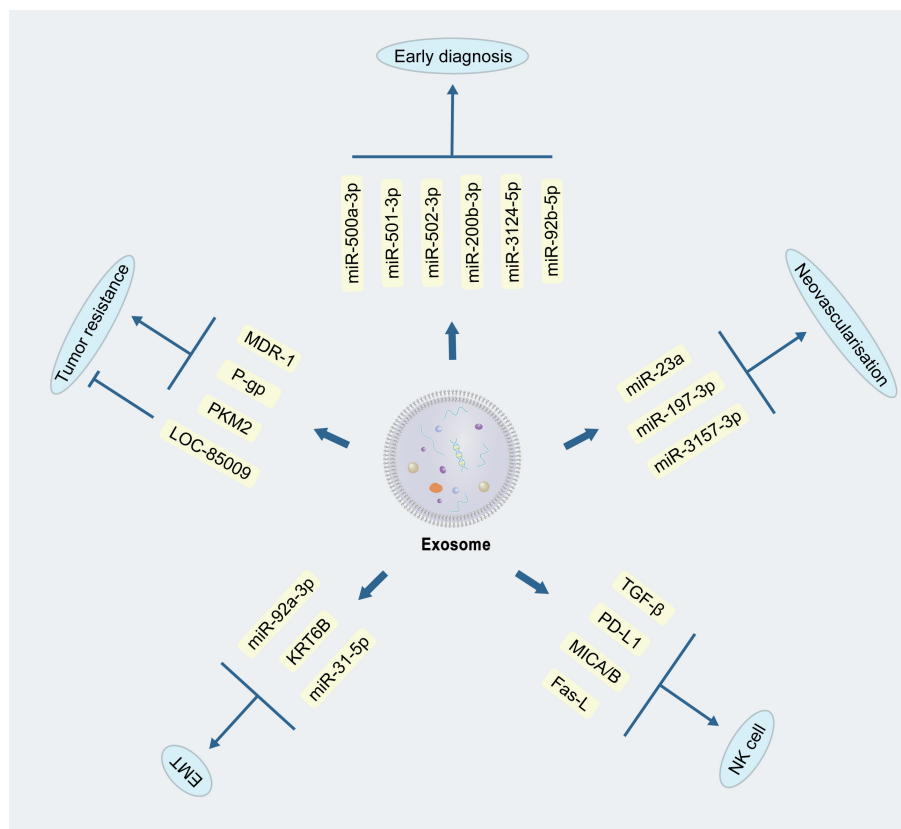 Early diagnosis
miR-500a-3p
miR-501-3p
miR-502-3p
miR-200b-3p
miR-3124-5p
miR-92b-5p
Tumor resistance
MDR-1
P-gp
PKM2
LOC-85009
Neovascularisation
miR-23a
miR-197-3p
miR-3157-3p
Exosome
miR-92a-3p
KRT6B
miR-31-5p
EMT
TGF-β
PD-L1
MICA/B
Fas-L
NK cell